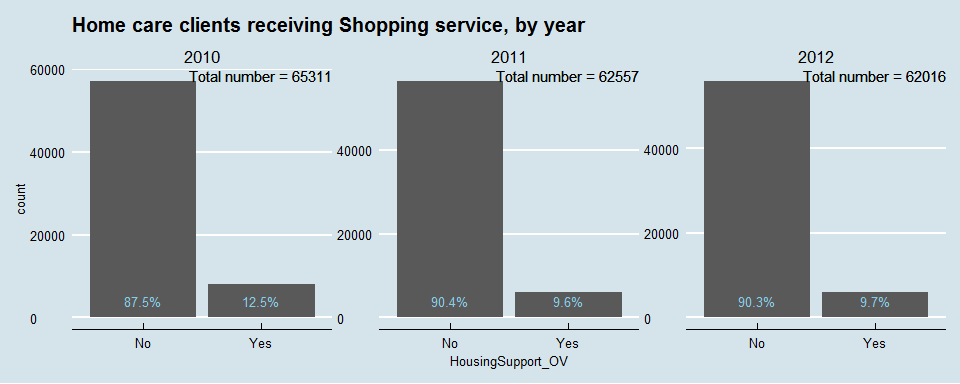 Home care clients receiving Shopping service, by year
2010
2011
2012
Total number = 65311
Total number = 62557
Total number = 62016
60000
40000
20000
0
40000
20000
0
40000
20000
0
count
87.5%
12.5%
90.4%
9.6%
90.3%
9.7%
No
Yes
No
Yes
No
Yes
HousingSupport_OV